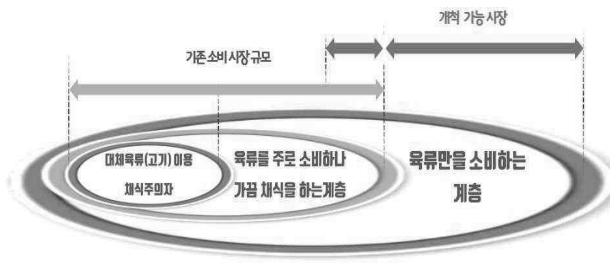 개척 가능시장
기존소비시장규모
대체육류(고기) 이용
채식주의자
육류를 주로 소비하나
가끔 채식을 하는계층
육류만을 소비하는
계층